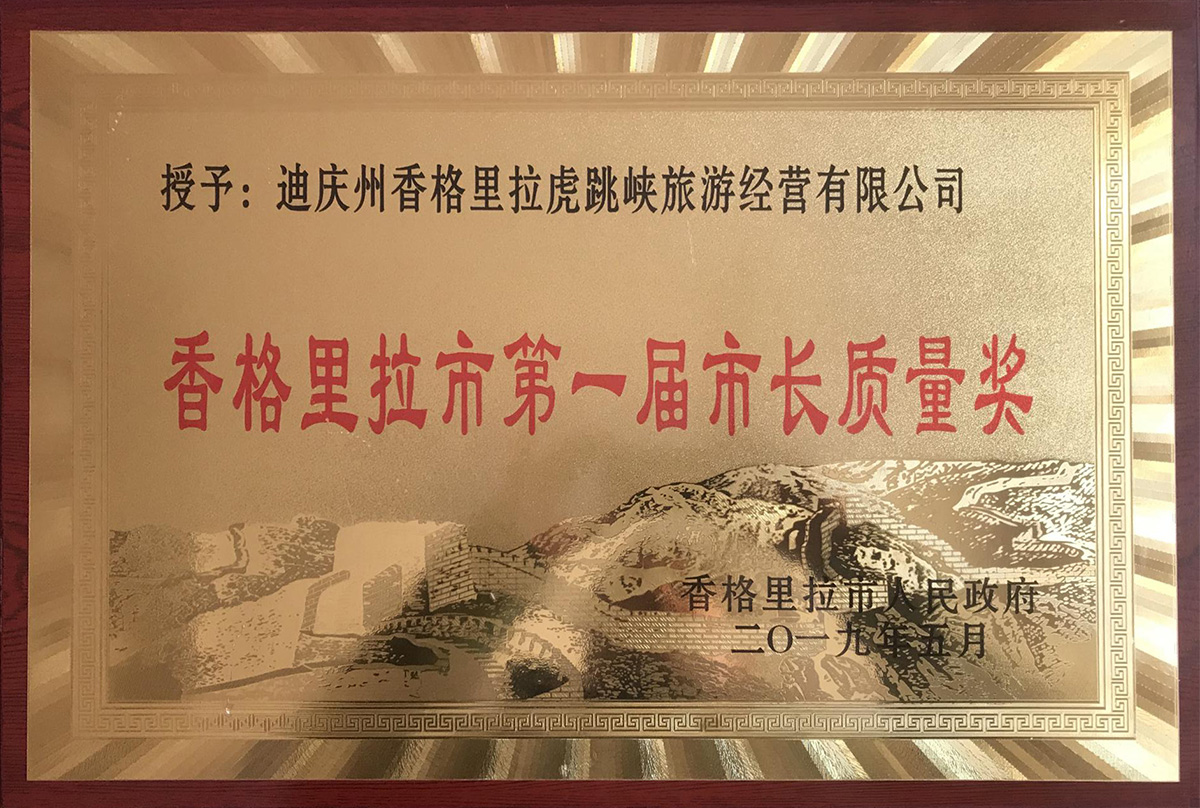 授予：迪庆州香格里拉虎跳峡旅游经营有限公司
香格里拉市第一届市长质量奖
香格里拉市人民政府
二〇一九年五月